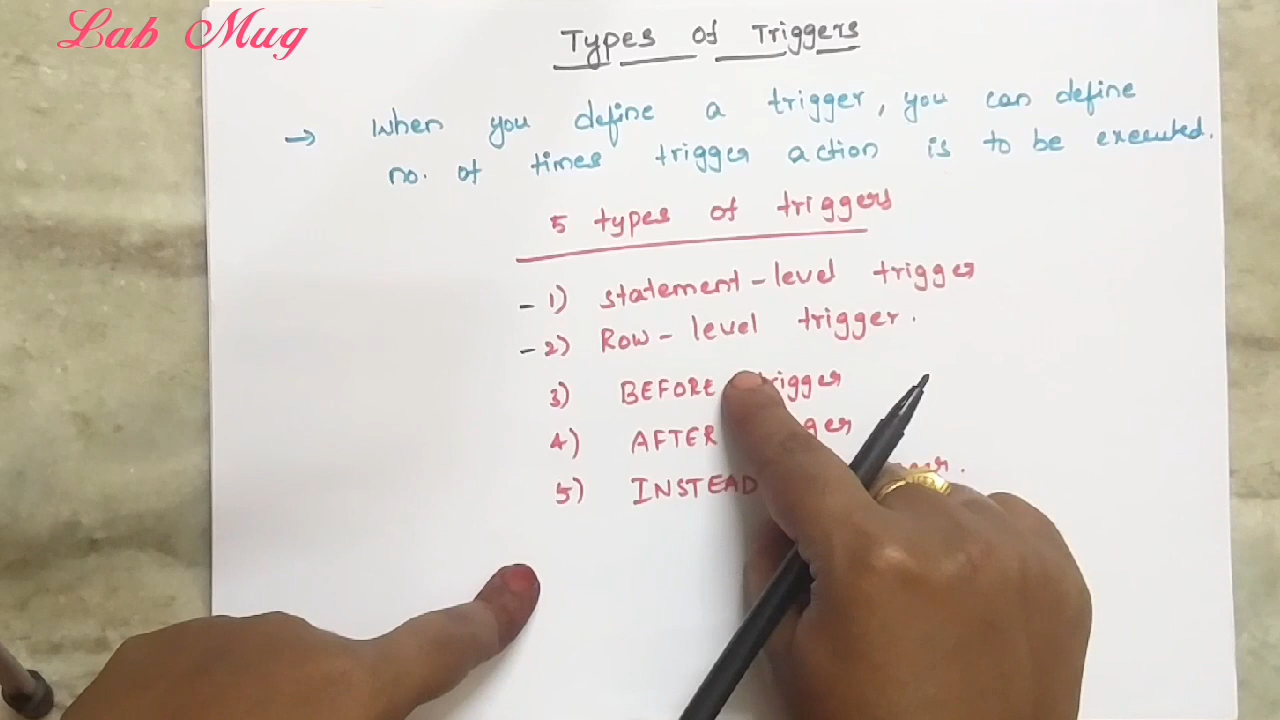 Lab Mug
Types of Triggers
→ When you define a trigger, you can define
no. of times trigger action is to be executed.
5 types of triggers
- 1) Statement-level trigger
- 2) Row-level trigger.
3) BEFORE trigger
4) AFTER
5) INSTEAD